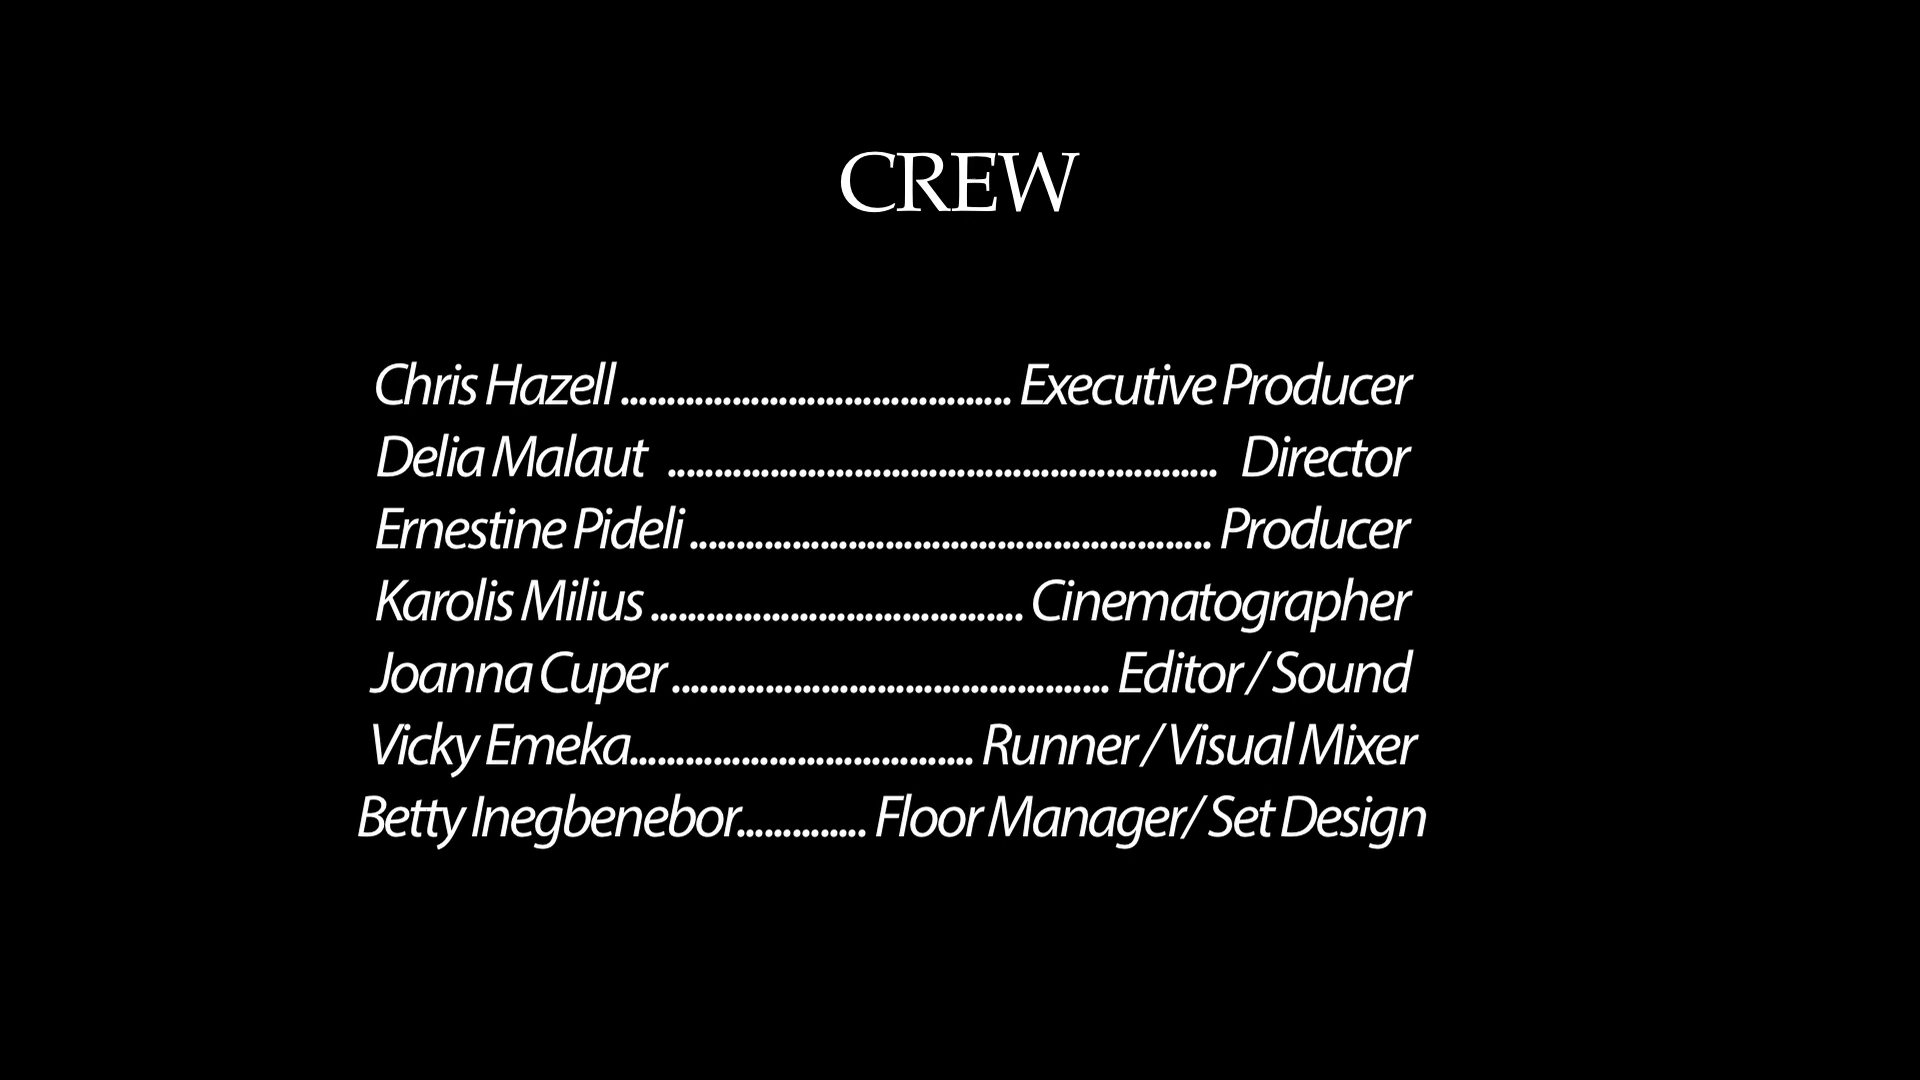 CREW
Chris Hazell .......................................... Executive Producer
Delia Malaut ........................................................... Director
Ernestine Pideli ........................................................ Producer
Karolis Milius ........................................ Cinematographer
Joanna Cuper ............................................... Editor / Sound
Vicky Emeka..................................... Runner / Visual Mixer
Betty Inegbenebor.............. Floor Manager/ Set Design